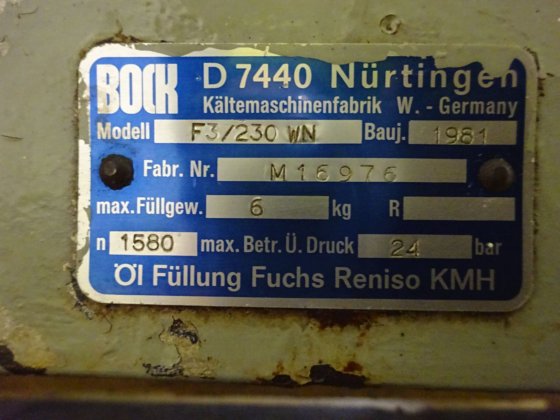 BOCK D 7440 Nürtingen
Kältemaschinenfabrik W. - Germany
Modell F3/230 WN Bauj. 1981
Fabr. Nr. M16976
max. Füllgew. 6 kg R
n 1580 max. Betr. Ü. Druck 24 bar
Öl Füllung Fuchs Reniso KMH